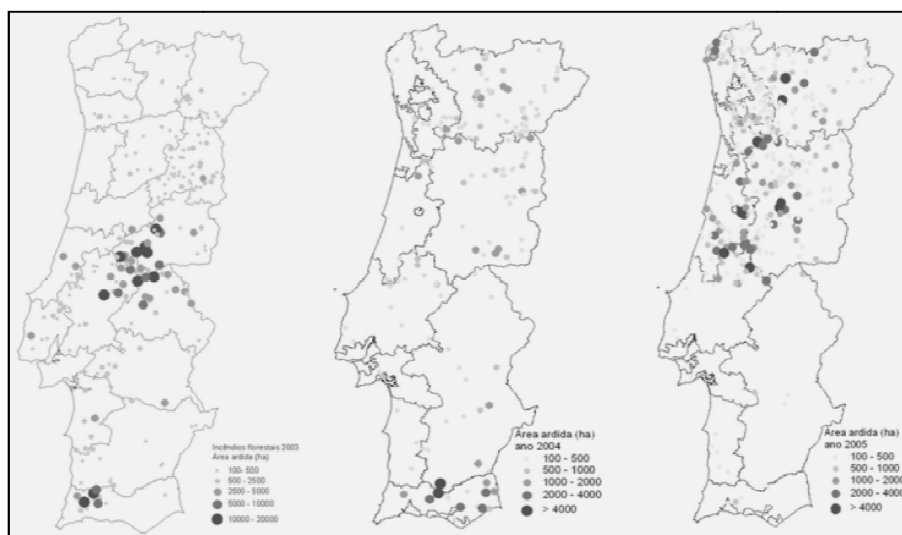 Incêndios florestais 2003
Área ardida (ha)
100- 500
500 - 2500
2500 - 5000
5000 - 10000
10000 - 20000
Área ardida (ha)
ano 2004
100 - 500
500 - 1000
1000 - 2000
2000 - 4000
> 4000
Área ardida (ha)
ano 2005
100 - 500
500 - 1000
1000 - 2000
2000 - 4000
> 4000